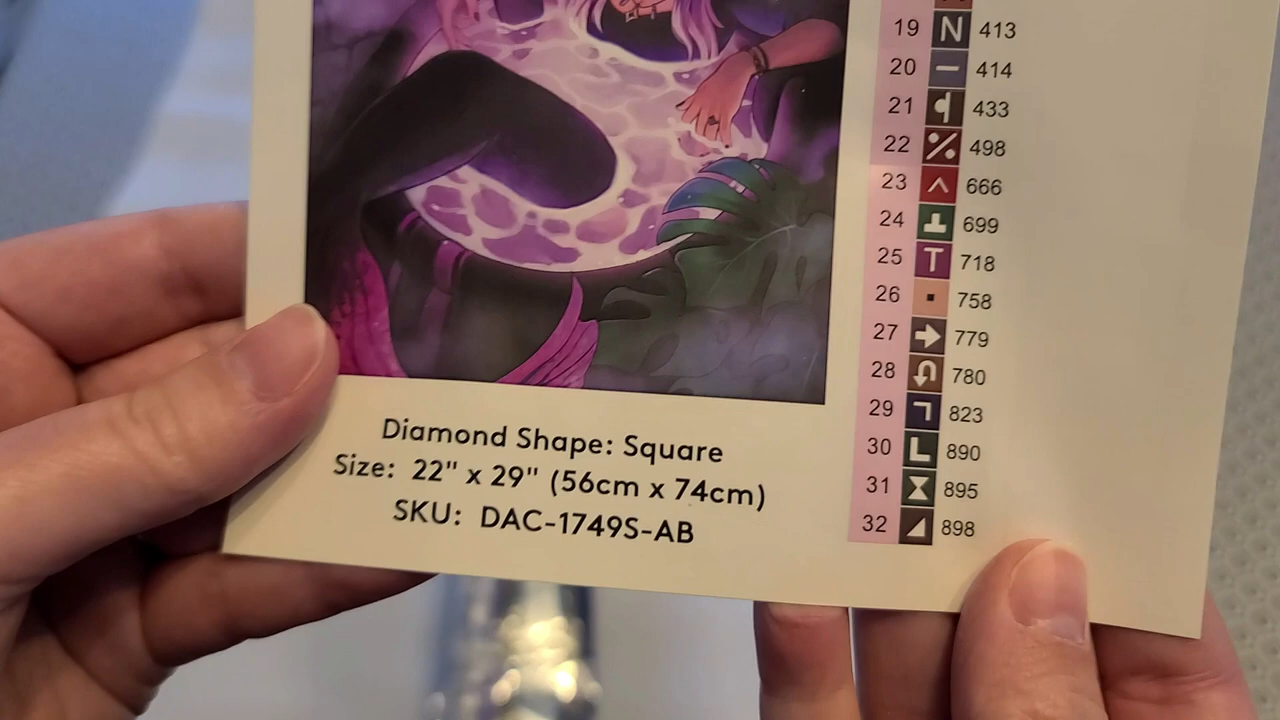 19 N 413
20 — 414
21 433
22 % 498
23 ^ 666
24 699
25 T 718
26 ▪ 758
27 ➡ 779
28 780
29 823
30 L 890
31 895
32 ◢ 898
Diamond Shape: Square
Size: 22" x 29" (56cm x 74cm)
SKU: DAC-1749S-AB